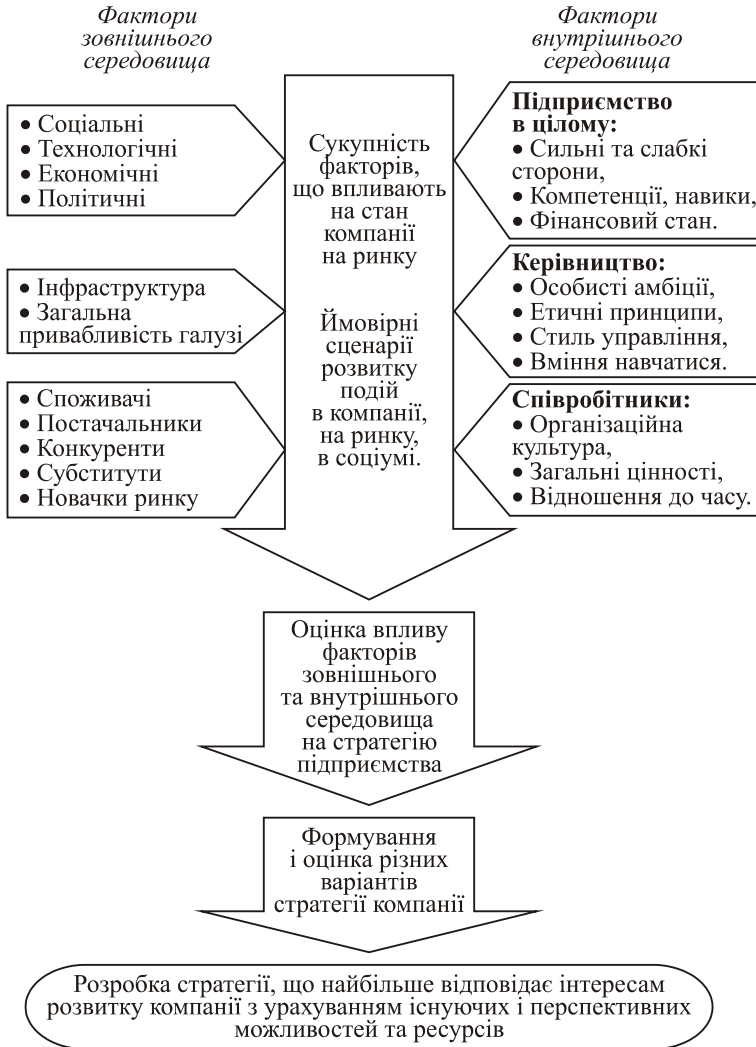 Фактори
зовнішнього
середовища
Фактори
внутрішнього
середовища
• Соціальні
• Технологічні
• Економічні
• Політичні
• Інфраструктура
• Загальна
привабливість галузі
• Споживачі
• Постачальники
• Конкуренти
• Субститути
• Новачки ринку
Сукупність
факторів,
що впливають
на стан
компанії
на ринку
Ймовірні
сценарії
розвитку
подій
в компанії,
на ринку,
в соціумі.
Підприємство
в цілому:
• Сильні та слабкі
сторони,
• Компетенції, навики,
• Фінансовий стан.
Керівництво:
• Особисті амбіції,
• Етичні принципи,
• Стиль управління,
• Вміння навчатися.
Співробітники:
• Організаційна
культура,
• Загальні цінності,
• Відношення до часу.
Оцінка впливу
факторів
зовнішнього
та внутрішнього
середовища
на стратегію
підприємства
Формування
і оцінка різних
варіантів
стратегії компанії
Розробка стратегії, що найбільше відповідає інтересам
розвитку компанії з урахуванням існуючих і перспективних
можливостей та ресурсів